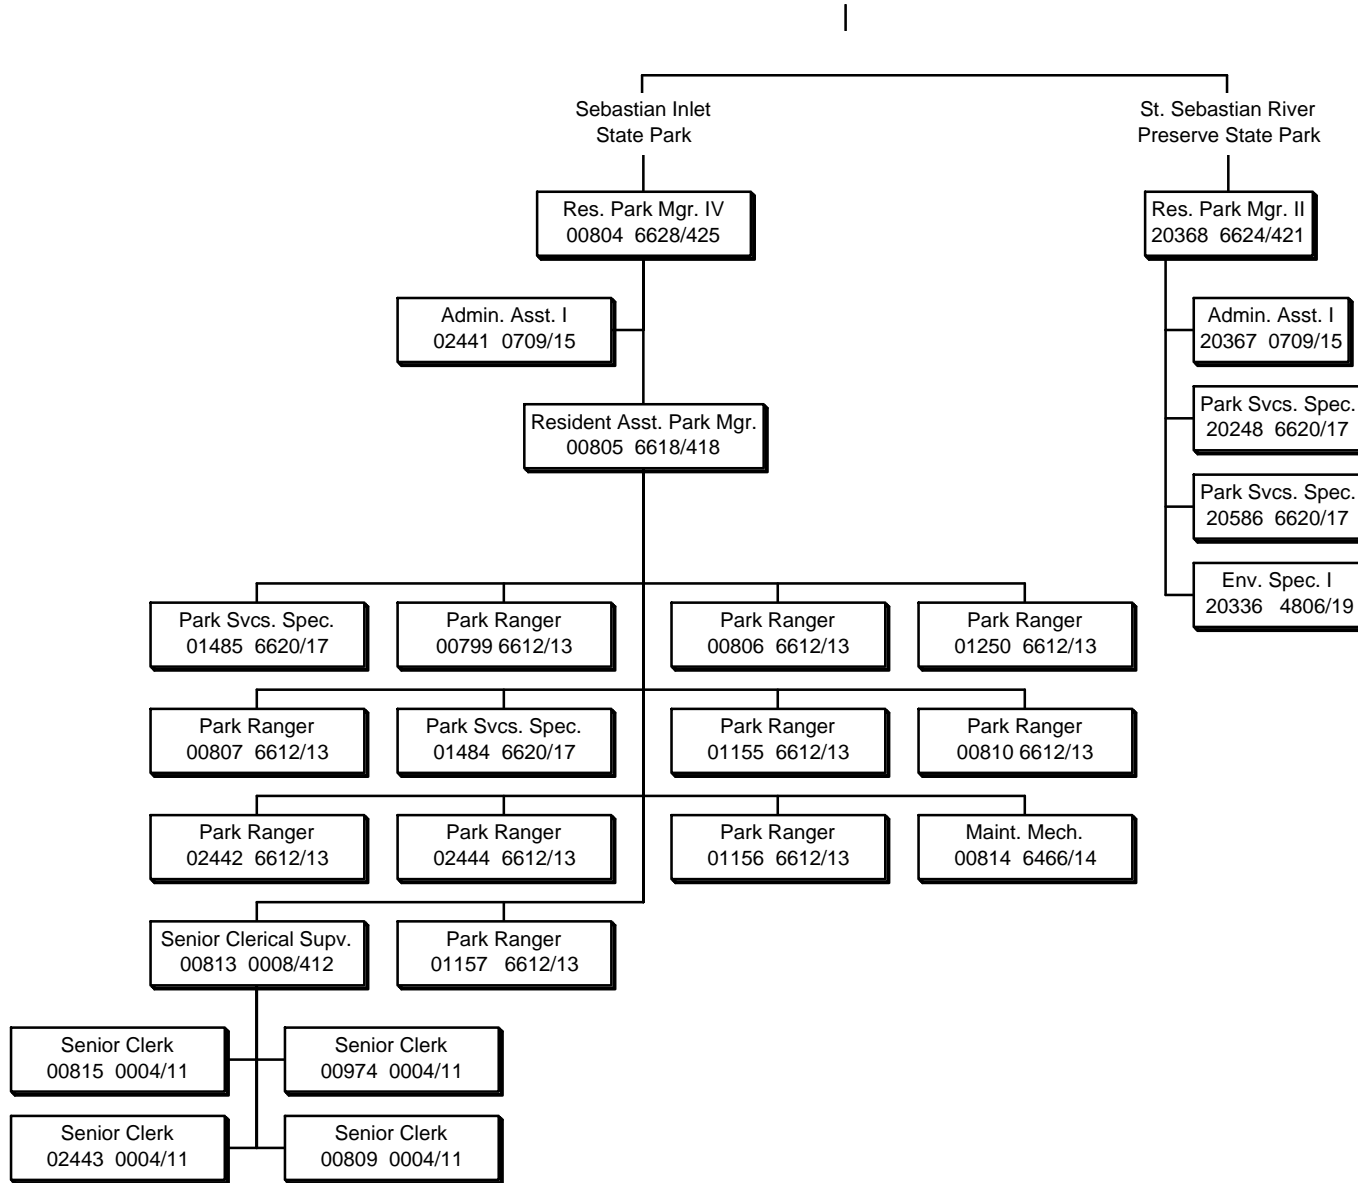 Sebastian Inlet
State Park
St. Sebastian River
Preserve State Park
Res. Park Mgr. IV
00804 6628/425
Res. Park Mgr. II
20368 6624/421
Admin. Asst. I
02441 0709/15
Admin. Asst. I
20367 0709/15
Park Svcs. Spec.
20248 6620/17
Resident Asst. Park Mgr.
00805 6618/418
Park Svcs. Spec.
20586 6620/17
Env. Spec. I
20336 4806/19
Park Svcs. Spec.
01485 6620/17
Park Ranger
00799 6612/13
Park Ranger
00806 6612/13
Park Ranger
01250 6612/13
Park Ranger
00807 6612/13
Park Svcs. Spec.
01484 6620/17
Park Ranger
01155 6612/13
Park Ranger
00810 6612/13
Park Ranger
02442 6612/13
Park Ranger
02444 6612/13
Park Ranger
01156 6612/13
Maint. Mech.
00814 6466/14
Senior Clerical Supv.
00813 0008/412
Park Ranger
01157 6612/13
Senior Clerk
00815 0004/11
Senior Clerk
00974 0004/11
Senior Clerk
02443 0004/11
Senior Clerk
00809 0004/11